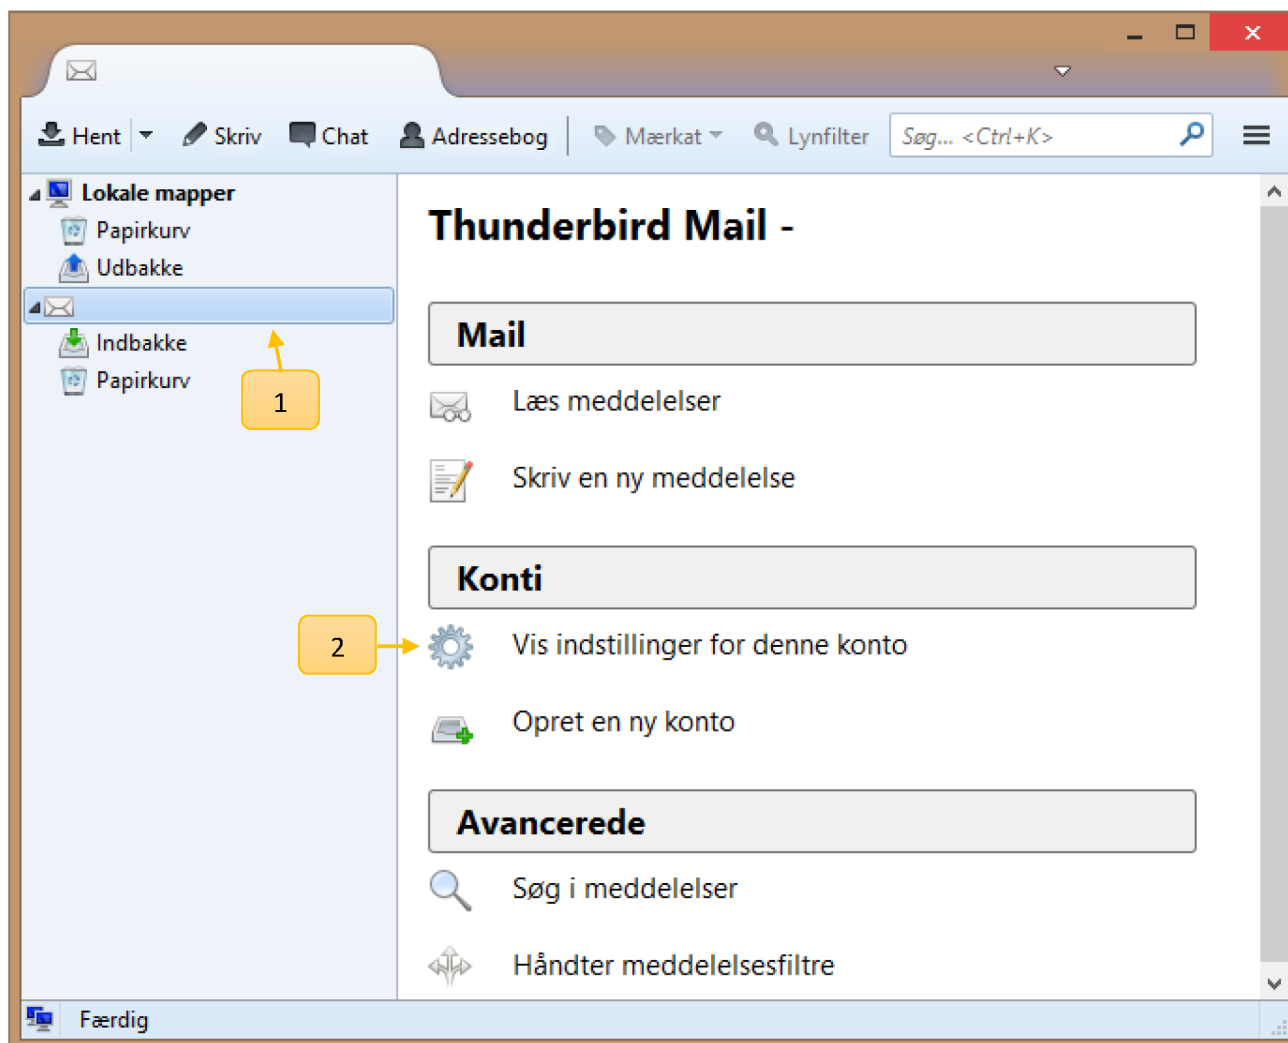 Hent
Skriv
Chat
Adressebog
Mærkat
Lynfilter
Søg... <Ctrl+K>
Lokale mapper
Papirkurv
Udbakke
Indbakke
Papirkurv
1
Thunderbird Mail -
Mail
Læs meddelelser
Skriv en ny meddelelse
Konti
2
Vis indstillinger for denne konto
Opret en ny konto
Avancerede
Søg i meddelelser
Håndter meddelelsesfiltre
Færdig